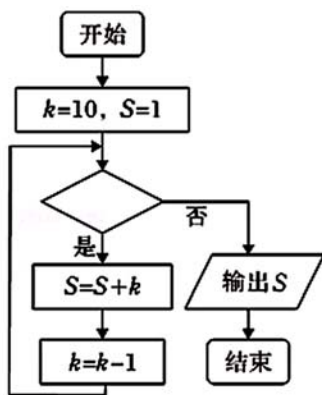 开始
k=10, S=1
否
是
S=S+k
输出S
k=k-1
结束